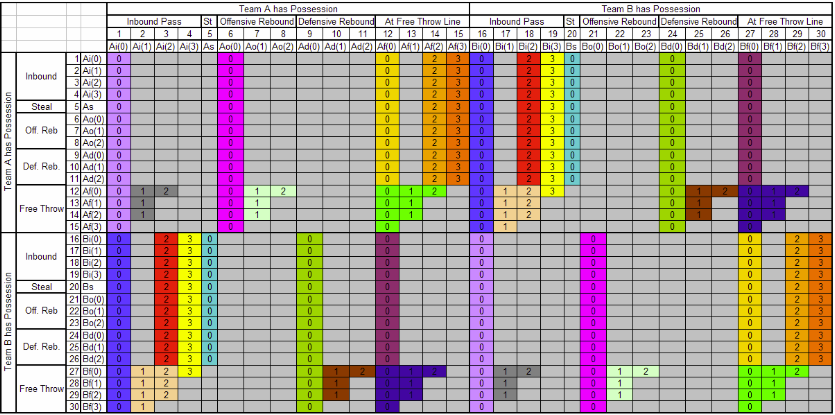 Team A has Possession Team B has Possession
Inbound Pass St Offensive Rebound Defensive Rebound At Free Throw Line Inbound Pass St Offensive Rebound Defensive Rebound At Free Throw Line
1 2 3 4 5 6 7 8 9 10 11 12 13 14 15 16 17 18 19 20 21 22 23 24 25 26 27 28 29 30
Ai(0) Ai(1) Ai(2) Ai(3) As Ao(0) Ao(1) Ao(2) Ad(0) Ad(1) Ad(2) Af(0) Af(1) Af(2) Af(3) Bi(0) Bi(1) Bi(2) Bi(3) Bs Bo(0) Bo(1) Bo(2) Bd(0) Bd(1) Bd(2) Bf(0) Bf(1) Bf(2) Bf(3)
Team A has Possession
Inbound
1 Ai(0) 0 0 0 2 3 0 2 3 0 0 0
2 Ai(1) 0 0 0 2 3 0 2 3 0 0 0
3 Ai(2) 0 0 0 2 3 0 2 3 0 0 0
4 Ai(3) 0 0 0 2 3 0 2 3 0 0 0
Steal 5 As 0 0 0 2 3 0 2 3 0 0 0
Off. Reb
6 Ao(0) 0 0 0 2 3 0 2 3 0 0 0
7 Ao(1) 0 0 0 2 3 0 2 3 0 0 0
8 Ao(2) 0 0 0 2 3 0 2 3 0 0 0
Def. Reb.
9 Ad(0) 0 0 0 2 3 0 2 3 0 0 0
10 Ad(1) 0 0 0 2 3 0 2 3 0 0 0
11 Ad(2) 0 0 0 2 3 0 2 3 0 0 0
Free Throw
12 Af(0) 0 1 2 0 1 2 0 1 2 0 1 2 3 0 1 2 0 1 2
13 Af(1) 0 1 0 1 0 1 0 1 2 0 1 0 1
14 Af(2) 0 1 0 1 0 1 0 1 2 0 1 0 1
15 Af(3) 0 0 0 0 1 0 0
Team B has Possession
Inbound
16 Bi(0) 0 2 3 0 0 0 0 0 0 2 3
17 Bi(1) 0 2 3 0 0 0 0 0 0 2 3
18 Bi(2) 0 2 3 0 0 0 0 0 0 2 3
19 Bi(3) 0 2 3 0 0 0 0 0 0 2 3
Steal 20 Bs 0 2 3 0 0 0 0 0 0 2 3
Off. Reb
21 Bo(0) 0 2 3 0 0 0 0 0 0 2 3
22 Bo(1) 0 2 3 0 0 0 0 0 0 2 3
23 Bo(2) 0 2 3 0 0 0 0 0 0 2 3
Def. Reb.
24 Bd(0) 0 2 3 0 0 0 0 0 0 2 3
25 Bd(1) 0 2 3 0 0 0 0 0 0 2 3
26 Bd(2) 0 2 3 0 0 0 0 0 0 2 3
Free Throw
27 Bf(0) 0 1 2 3 0 1 2 0 1 2 0 1 2 0 1 2 0 1 2
28 Bf(1) 0 1 2 0 1 0 1 0 1 0 1 0 1
29 Bf(2) 0 1 2 0 1 0 1 0 1 0 1 0 1
30 Bf(3) 0 1 0 0 0 0 0